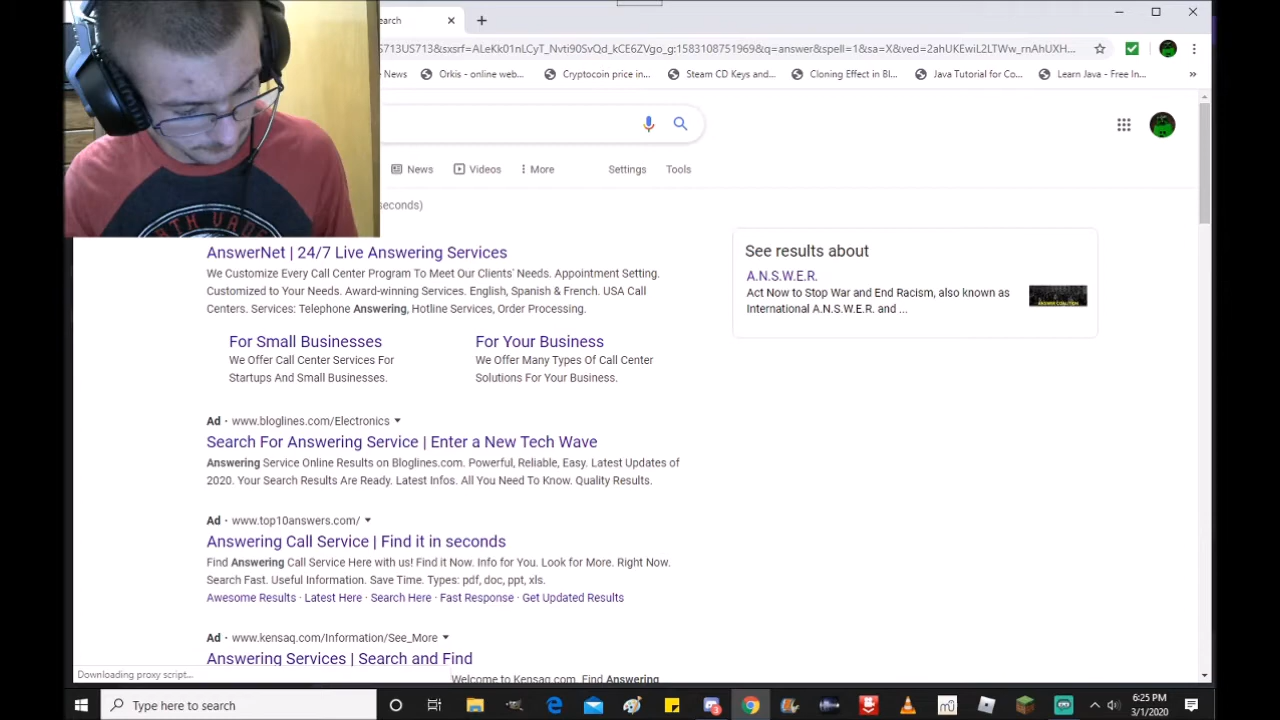 earch
S713US713&sxsrf=ALeKk01nLCyT_Nvti90SvQd_kCE6ZVgo_g:1583108751969&q=answer&spell=1&sa=X&ved=2ahUKEwiL2LTWw_rnAhUXH...
e News Orkis - online web... Cryptocoin price in... Steam CD Keys and... Cloning Effect in Bl... Java Tutorial for Co... Learn Java - Free In... »
News Videos More Settings Tools
seconds)
AnswerNet | 24/7 Live Answering Services
We Customize Every Call Center Program To Meet Our Clients' Needs. Appointment Setting.
Customized to Your Needs. Award-winning Services. English, Spanish & French. USA Call
Centers. Services: Telephone Answering, Hotline Services, Order Processing.
For Small Businesses
We Offer Call Center Services For
Startups And Small Businesses.
For Your Business
We Offer Many Types Of Call Center
Solutions For Your Business.
See results about
A.N.S.W.E.R.
Act Now to Stop War and End Racism, also known as
International A.N.S.W.E.R. and ...
Ad · www.bloglines.com/Electronics
Search For Answering Service | Enter a New Tech Wave
Answering Service Online Results on Bloglines.com. Powerful, Reliable, Easy. Latest Updates of
2020. Your Search Results Are Ready. Latest Infos. All You Need To Know. Quality Results.
Ad · www.top10answers.com/
Answering Call Service | Find it in seconds
Find Answering Call Service Here with us! Find it Now. Info for You. Look for More. Right Now.
Search Fast. Useful Information. Save Time. Types: pdf, doc, ppt, xls.
Awesome Results · Latest Here · Search Here · Fast Response · Get Updated Results
Ad · www.kensaq.com/Information/See_More
Answering Services | Search and Find
Welcome to Kensaq.com. Find Answering
Downloading proxy script...
Type here to search
6:25 PM
3/1/2020